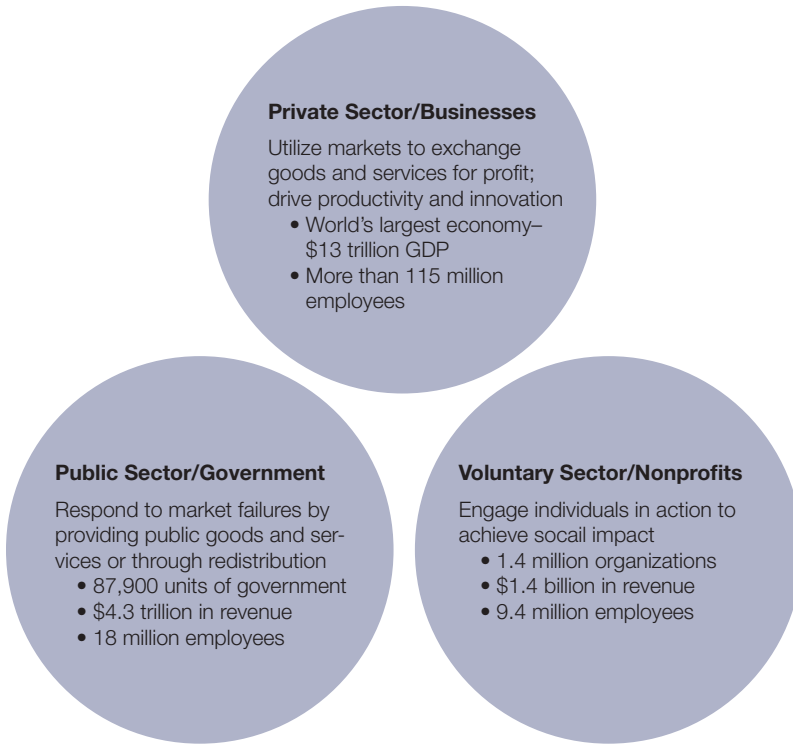 Private Sector/Businesses
Utilize markets to exchange
goods and services for profit;
drive productivity and innovation
• World's largest economy–
$13 trillion GDP
• More than 115 million
employees
Public Sector/Government
Respond to market failures by
providing public goods and ser-
vices or through redistribution
• 87,900 units of government
• $4.3 trillion in revenue
• 18 million employees
Voluntary Sector/Nonprofits
Engage individuals in action to
achieve socail impact
• 1.4 million organizations
• $1.4 billion in revenue
• 9.4 million employees